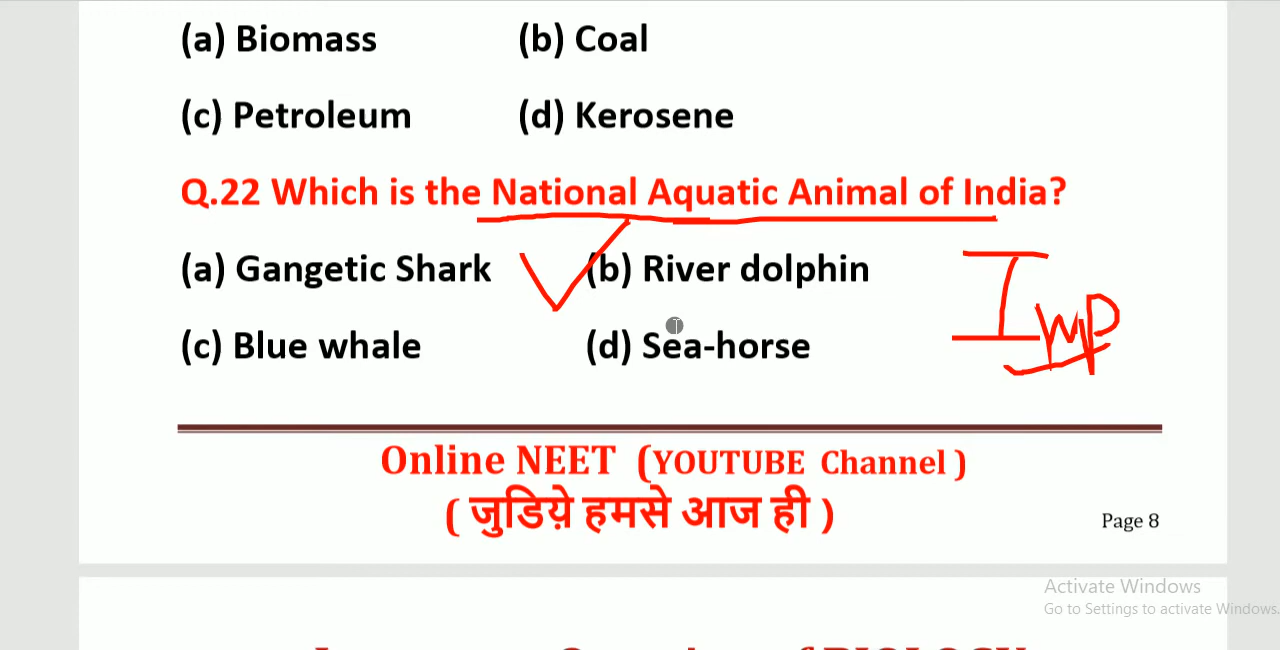 (a) Biomass (b) Coal
(c) Petroleum (d) Kerosene
Q.22 Which is the National Aquatic Animal of India?
(a) Gangetic Shark (b) River dolphin
Imp
(c) Blue whale (d) Sea-horse
Online NEET (YOUTUBE Channel )
( जुडिय़े हमसे आज ही )
Page 8
Activate Windows
Go to Settings to activate Windows.